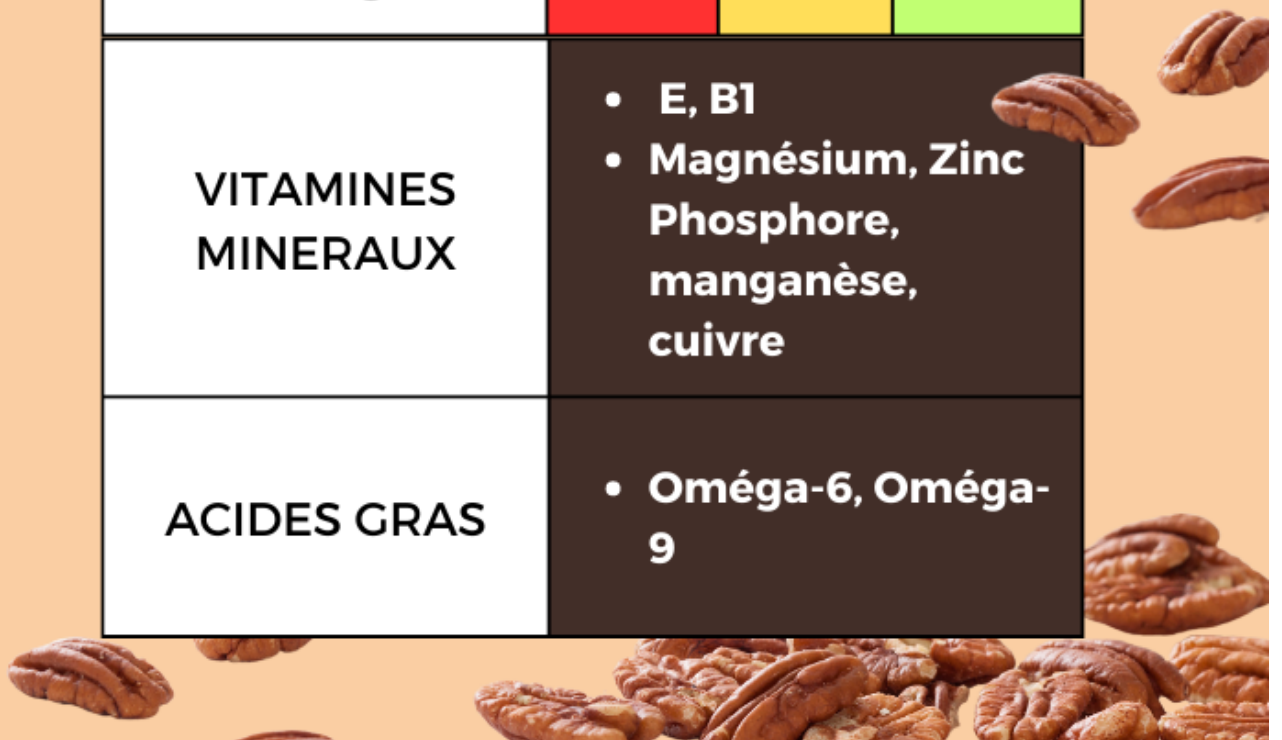 VITAMINES
MINERAUX
• E, B1
• Magnésium, Zinc
Phosphore,
manganèse,
cuivre
ACIDES GRAS
• Oméga-6, Oméga-
9